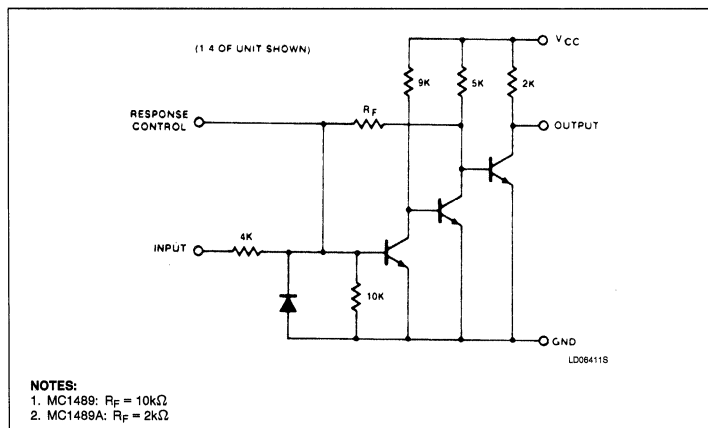 (1 4 OF UNIT SHOWN)
VCC
9K
5K
2K
RF
RESPONSE
CONTROL
OUTPUT
4K
INPUT
10K
GND
LD06411S
NOTES:
1. MC1489: RF = 10kΩ
2. MC1489A: RF = 2kΩ